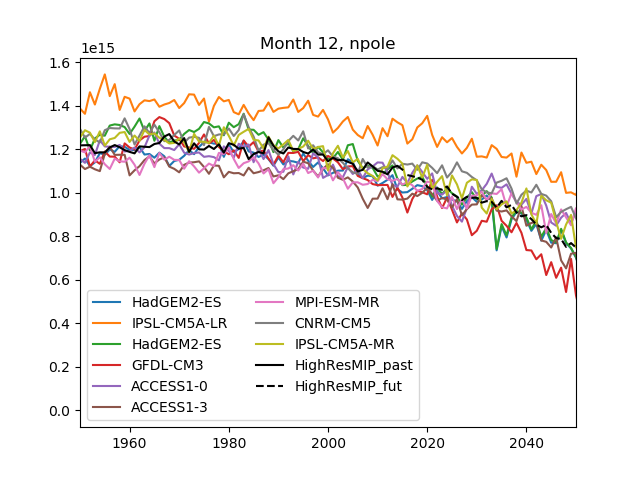 Month 12, npole
1e15
1.6
1.4
1.2
1.0
0.8
0.6
0.4
0.2
0.0
HadGEM2-ES
IPSL-CM5A-LR
HadGEM2-ES
GFDL-CM3
ACCESS1-0
ACCESS1-3
MPI-ESM-MR
CNRM-CM5
IPSL-CM5A-MR
HighResMIP_past
HighResMIP_fut
1960 1980 2000 2020 2040